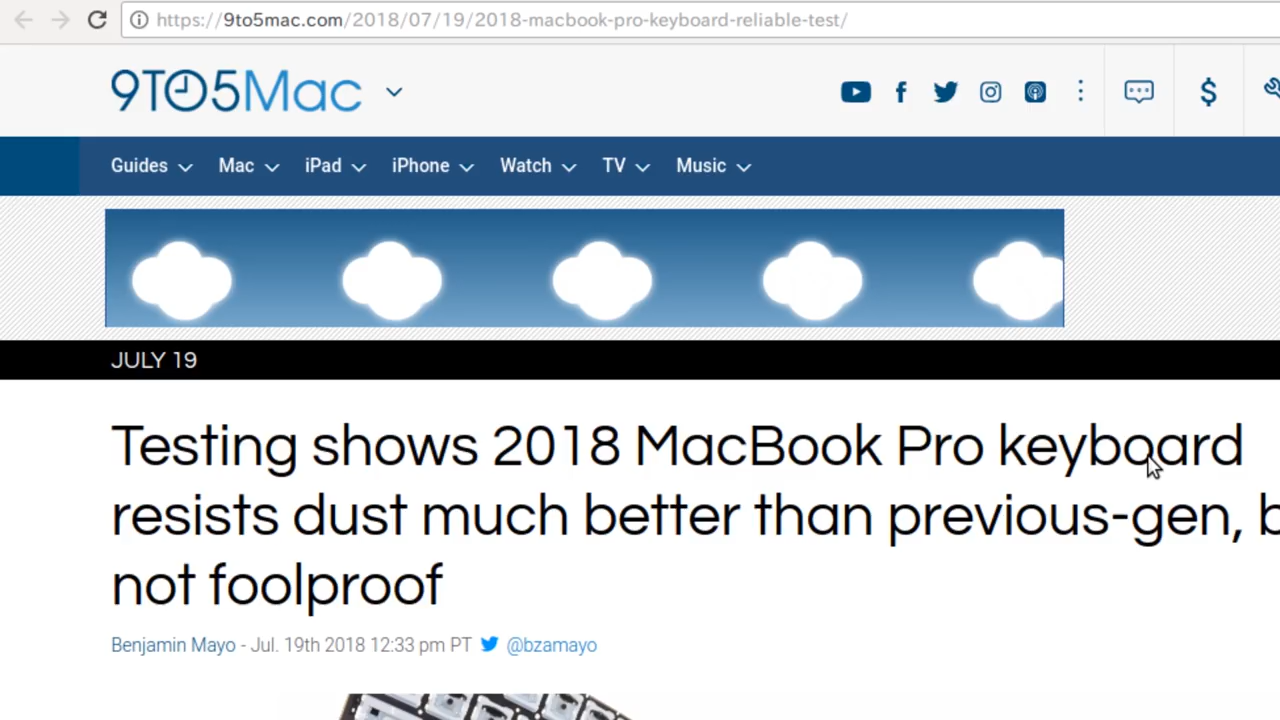 https://9to5mac.com/2018/07/19/2018-macbook-pro-keyboard-reliable-test/
9TO5Mac
Guides Mac iPad iPhone Watch TV Music
JULY 19
Testing shows 2018 MacBook Pro keyboard
resists dust much better than previous-gen,
not foolproof
Benjamin Mayo - Jul. 19th 2018 12:33 pm PT @bzamayo